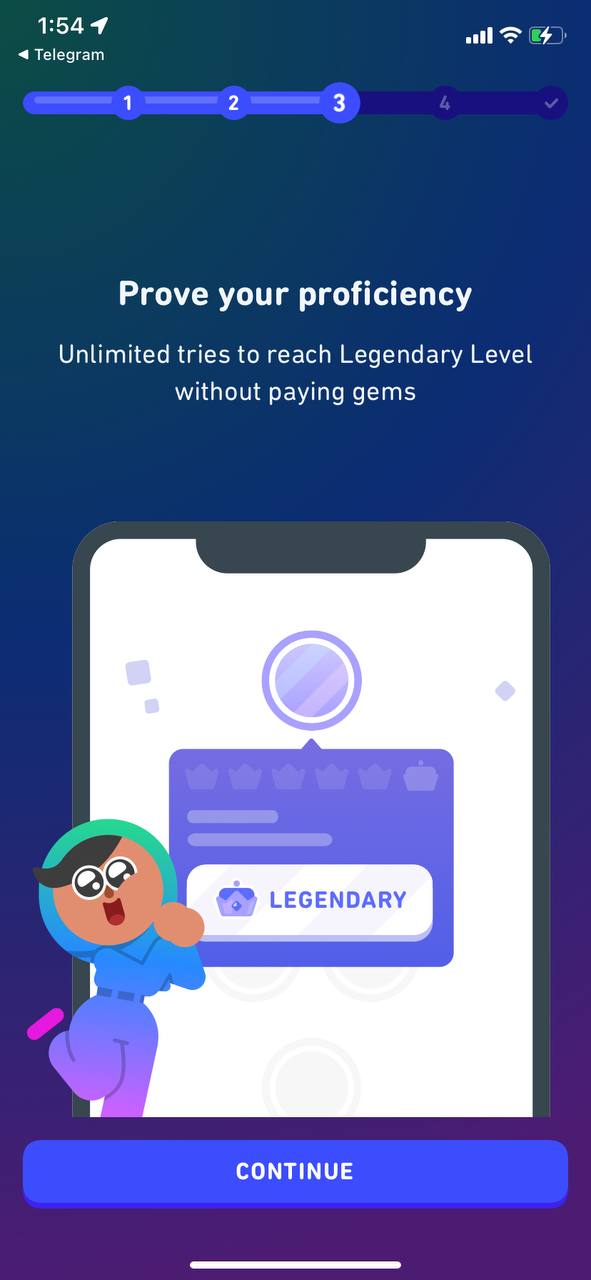 1:54
Telegram
1 2 3 4
Prove your proficiency
Unlimited tries to reach Legendary Level
without paying gems
LEGENDARY
CONTINUE